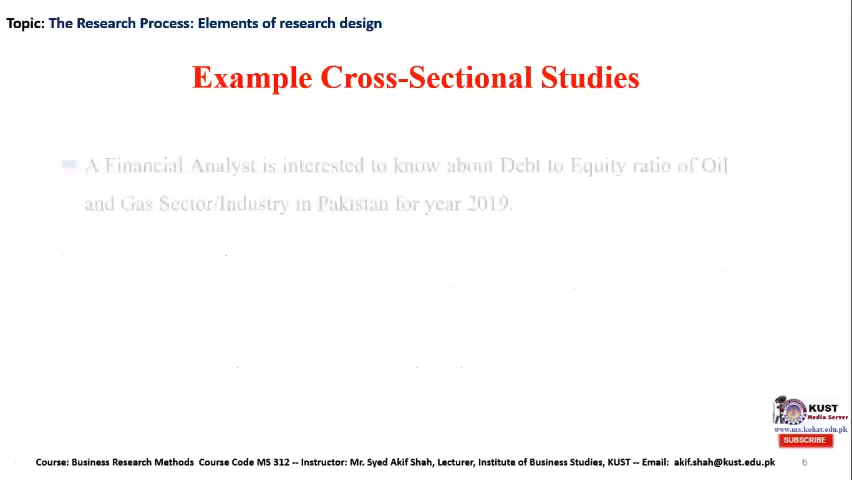 Topic: The Research Process: Elements of research design
Example Cross-Sectional Studies
A Financial Analyst is interested to know about Debt to Equity ratio of Oil
and Gas Sector/Industry in Pakistan for year 2019.
KUST
Media Server
www.ms.kohat.edu.pk
SUBSCRIBE
Course: Business Research Methods Course Code MS 312 -- Instructor: Mr. Syed Akif Shah, Lecturer, Institute of Business Studies, KUST -- Email: akif.shah@kust.edu.pk 6